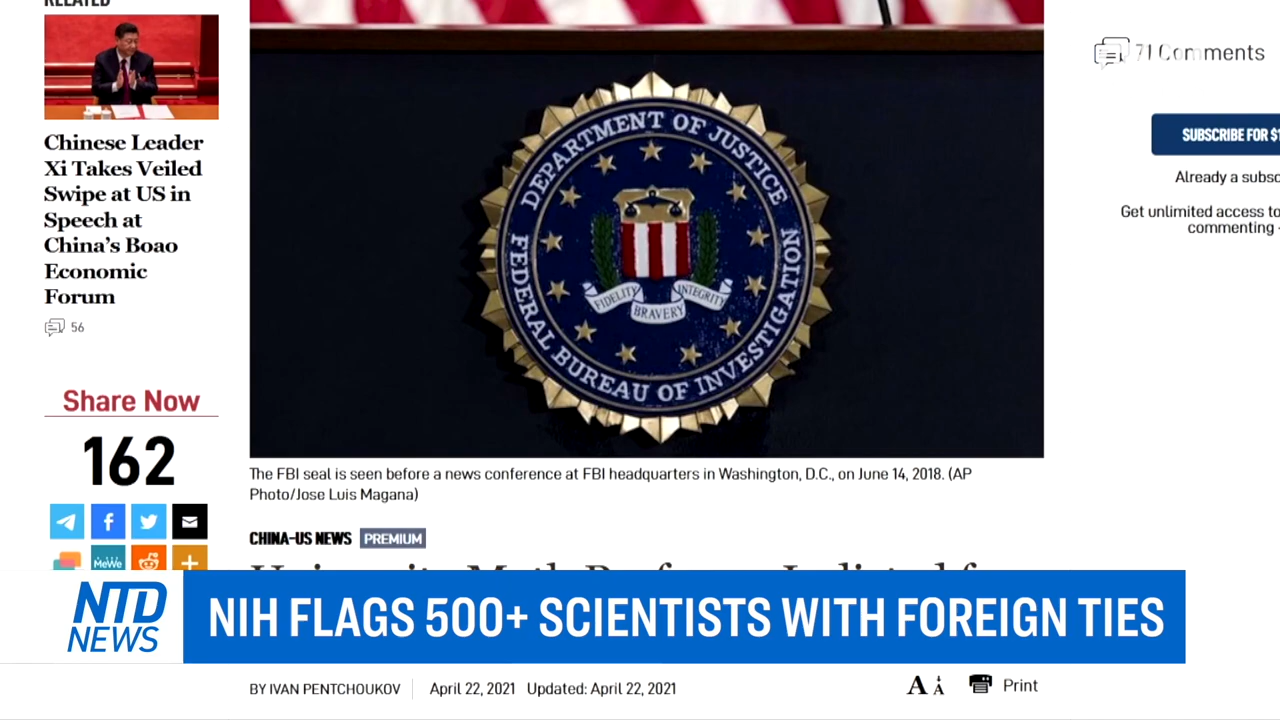 RELATED
Chinese Leader
Xi Takes Veiled
Swipe at US in
Speech at
China's Boao
Economic
Forum
56
Share Now
162
MeWe
DEPARTMENT OF JUSTICE
FEDERAL BUREAU OF INVESTIGATION
FIDELITY
BRAVERY
INTEGRITY
The FBI seal is seen before a news conference at FBI headquarters in Washington, D.C., on June 14, 2018. (AP
Photo/Jose Luis Magana)
CHINA-US NEWS PREMIUM
71 Comments
SUBSCRIBE FOR $1
Already a subsc
Get unlimited access to
commenting
NTD
NEWS
NIH FLAGS 500+ SCIENTISTS WITH FOREIGN TIES
BY IVAN PENTCHOUKOV April 22, 2021 Updated: April 22, 2021
A A Print